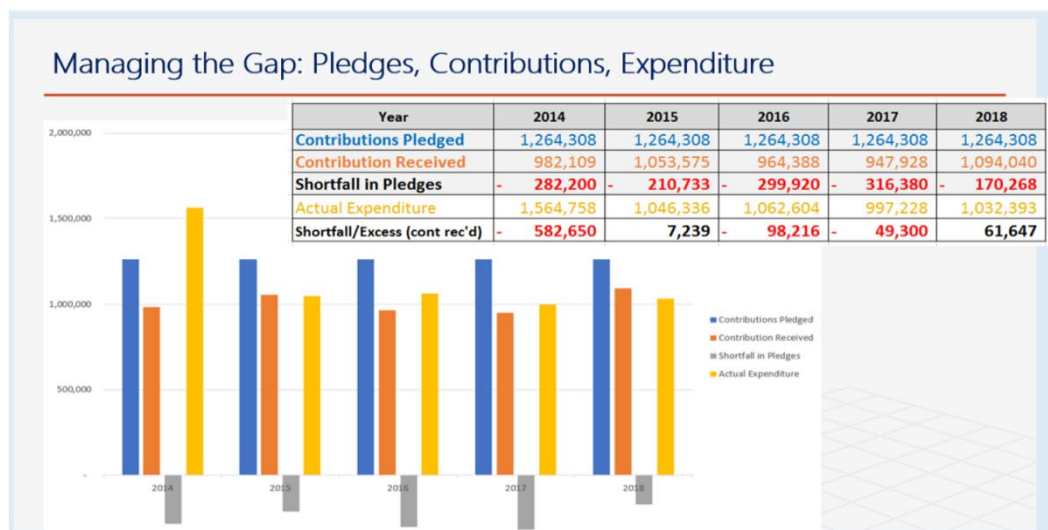 Managing the Gap: Pledges, Contributions, Expenditure
Year 2014 2015 2016 2017 2018
Contributions Pledged 1,264,308 1,264,308 1,264,308 1,264,308 1,264,308
Contribution Received 982,109 1,053,575 964,388 947,928 1,094,040
Shortfall in Pledges - 282,200 - 210,733 - 299,920 - 316,380 - 170,268
Actual Expenditure 1,564,758 1,046,336 1,062,604 997,228 1,032,393
Shortfall/Excess (cont rec'd) - 582,650 7,239 - 98,216 - 49,300 61,647
2,000,000
1,500,000
1,000,000
500,000
-
2014 2015 2016 2017 2018
Contributions Pledged
Contribution Received
Shortfall in Pledges
Actual Expenditure